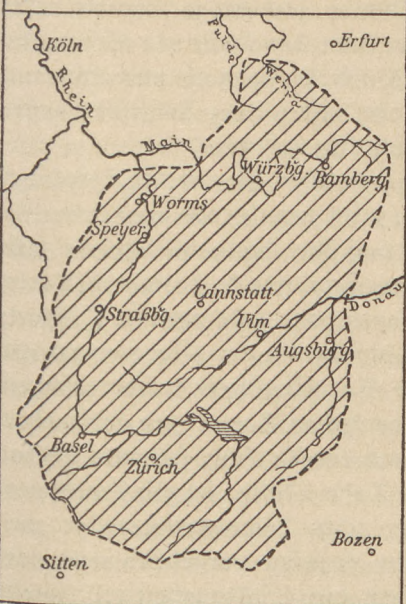 Köln
Fulda
Erfurt
Rhein
Werra
Main
Würzbg.
Bamberg
Worms
Speyer
Cannstatt
Donau
Straßbg.
Ulm
Augsburg
Basel
Zürich
Bozen
Sitten